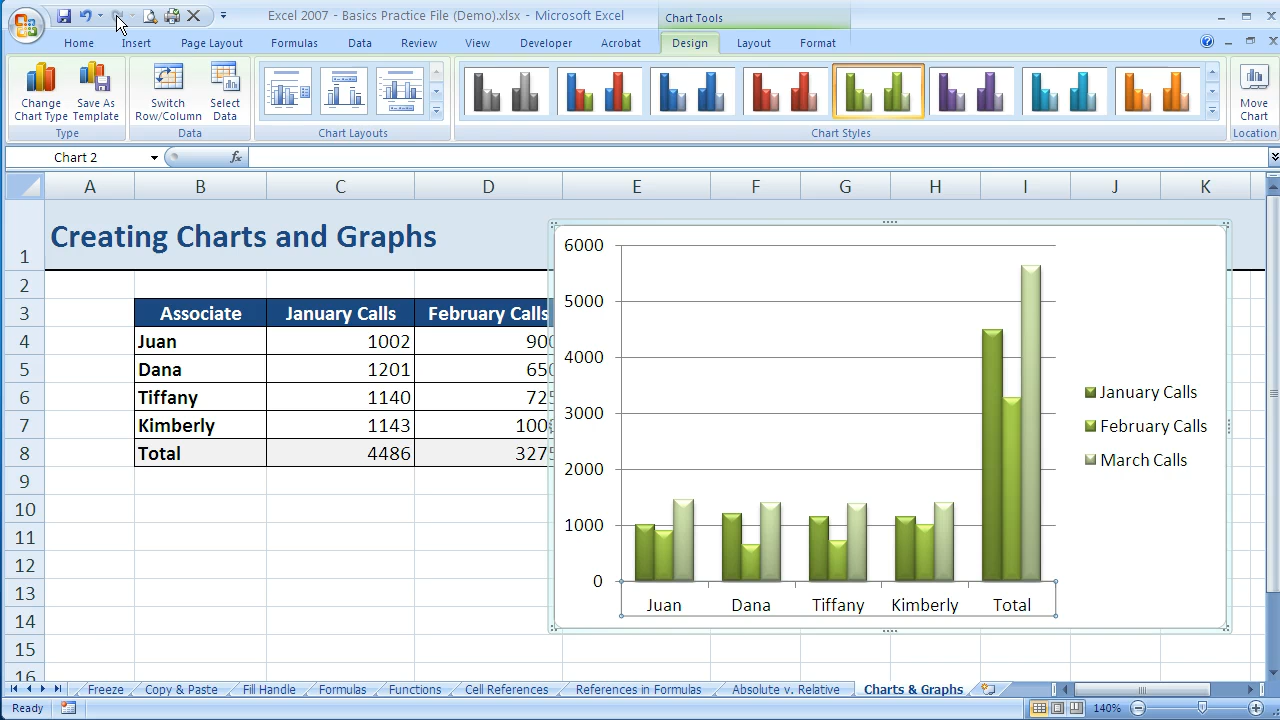 Excel 2007 - Basics Practice File (Demo).xlsx - Microsoft Excel
Chart Tools
Home Insert Page Layout Formulas Data Review View Developer Acrobat Design Layout Format
Change Chart Type
Save As Template
Switch Row/Column
Select Data
Move Chart
Type Data Chart Layouts Chart Styles Location
Chart 2 fx
A B C D E F G H I J K
1 Creating Charts and Graphs
2
3 Associate January Calls February Calls
4 Juan 1002 900
5 Dana 1201 650
6 Tiffany 1140 725
7 Kimberly 1143 100
8 Total 4486 3275
9
10
11
12
13
14
15
16
6000
5000
4000
3000
2000
1000
0
Juan Dana Tiffany Kimberly Total
January Calls
February Calls
March Calls
Freeze Copy & Paste Fill Handle Formulas Functions Cell References References in Formulas Absolute v. Relative Charts & Graphs
Ready 140%